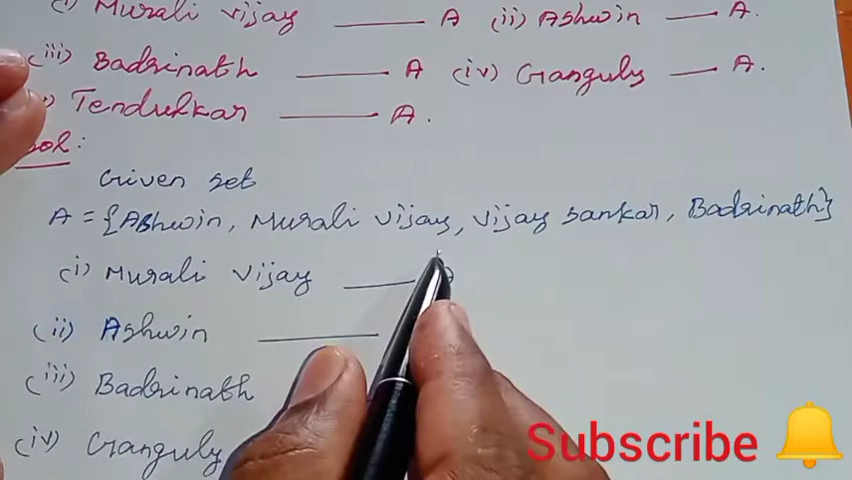 (i) Murali Vijay ——— A (ii) Ashwin —— A.
(iii) Badrinath ——— A (iv) Ganguly —— A.
Tendulkar ——— A.
Sol:
Given set
A = {Ashwin, Murali Vijay, Vijay Sankar, Badrinath}
(i) Murali Vijay ———
(ii) Ashwin ———
(iii) Badrinath
(iv) Ganguly
Subscribe